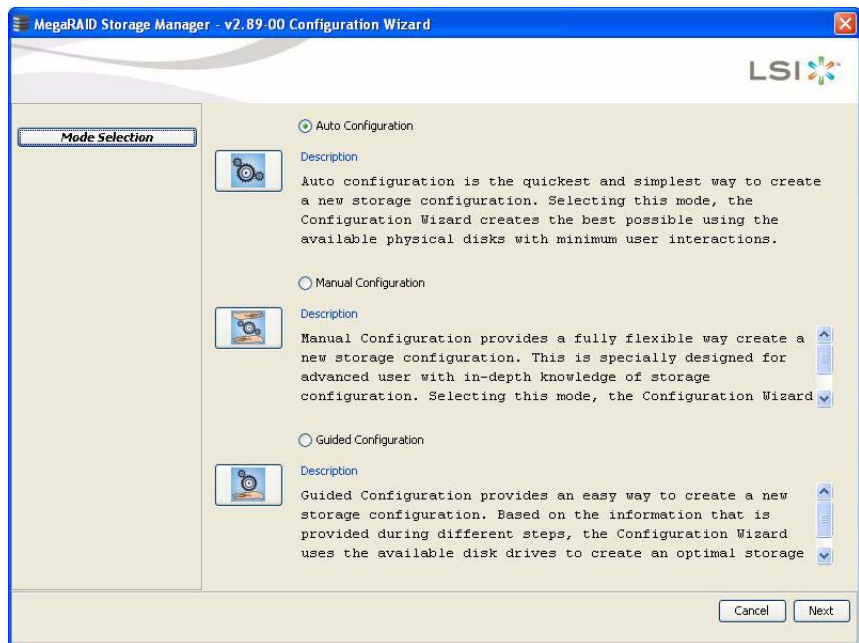 MegaRAID Storage Manager - v2.89-00 Configuration Wizard
LSI
Mode Selection
Auto Configuration
Description
Auto configuration is the quickest and simplest way to create
a new storage configuration. Selecting this mode, the
Configuration Wizard creates the best possible using the
available physical disks with minimum user interactions.
Manual Configuration
Description
Manual Configuration provides a fully flexible way create a
new storage configuration. This is specially designed for
advanced user with in-depth knowledge of storage
configuration. Selecting this mode, the Configuration Wizard
Guided Configuration
Description
Guided Configuration provides an easy way to create a new
storage configuration. Based on the information that is
provided during different steps, the Configuration Wizard
uses the available disk drives to create an optimal storage
Cancel
Next